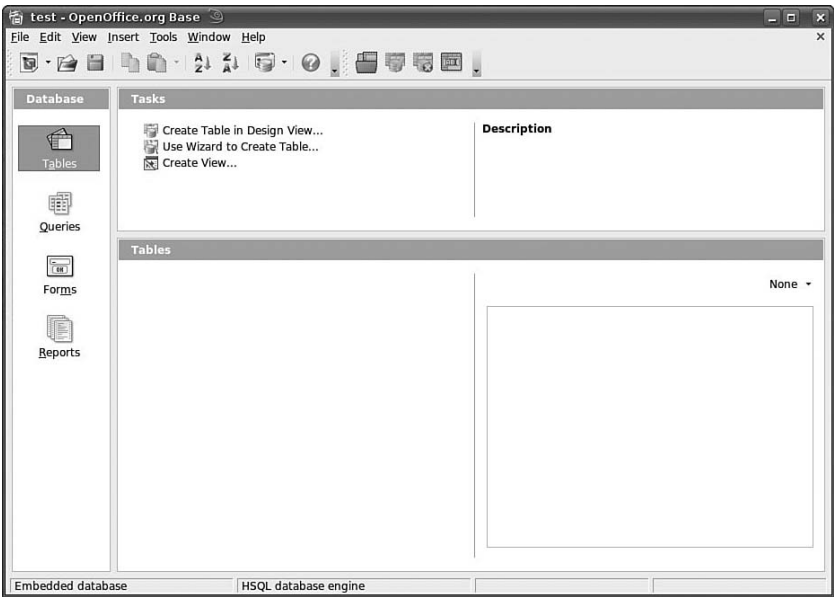 test - OpenOffice.org Base
File Edit View Insert Tools Window Help
Database
Tasks
Tables
Queries
Forms
Reports
Create Table in Design View...
Use Wizard to Create Table...
Create View...
Description
Tables
None
Embedded database
HSQL database engine